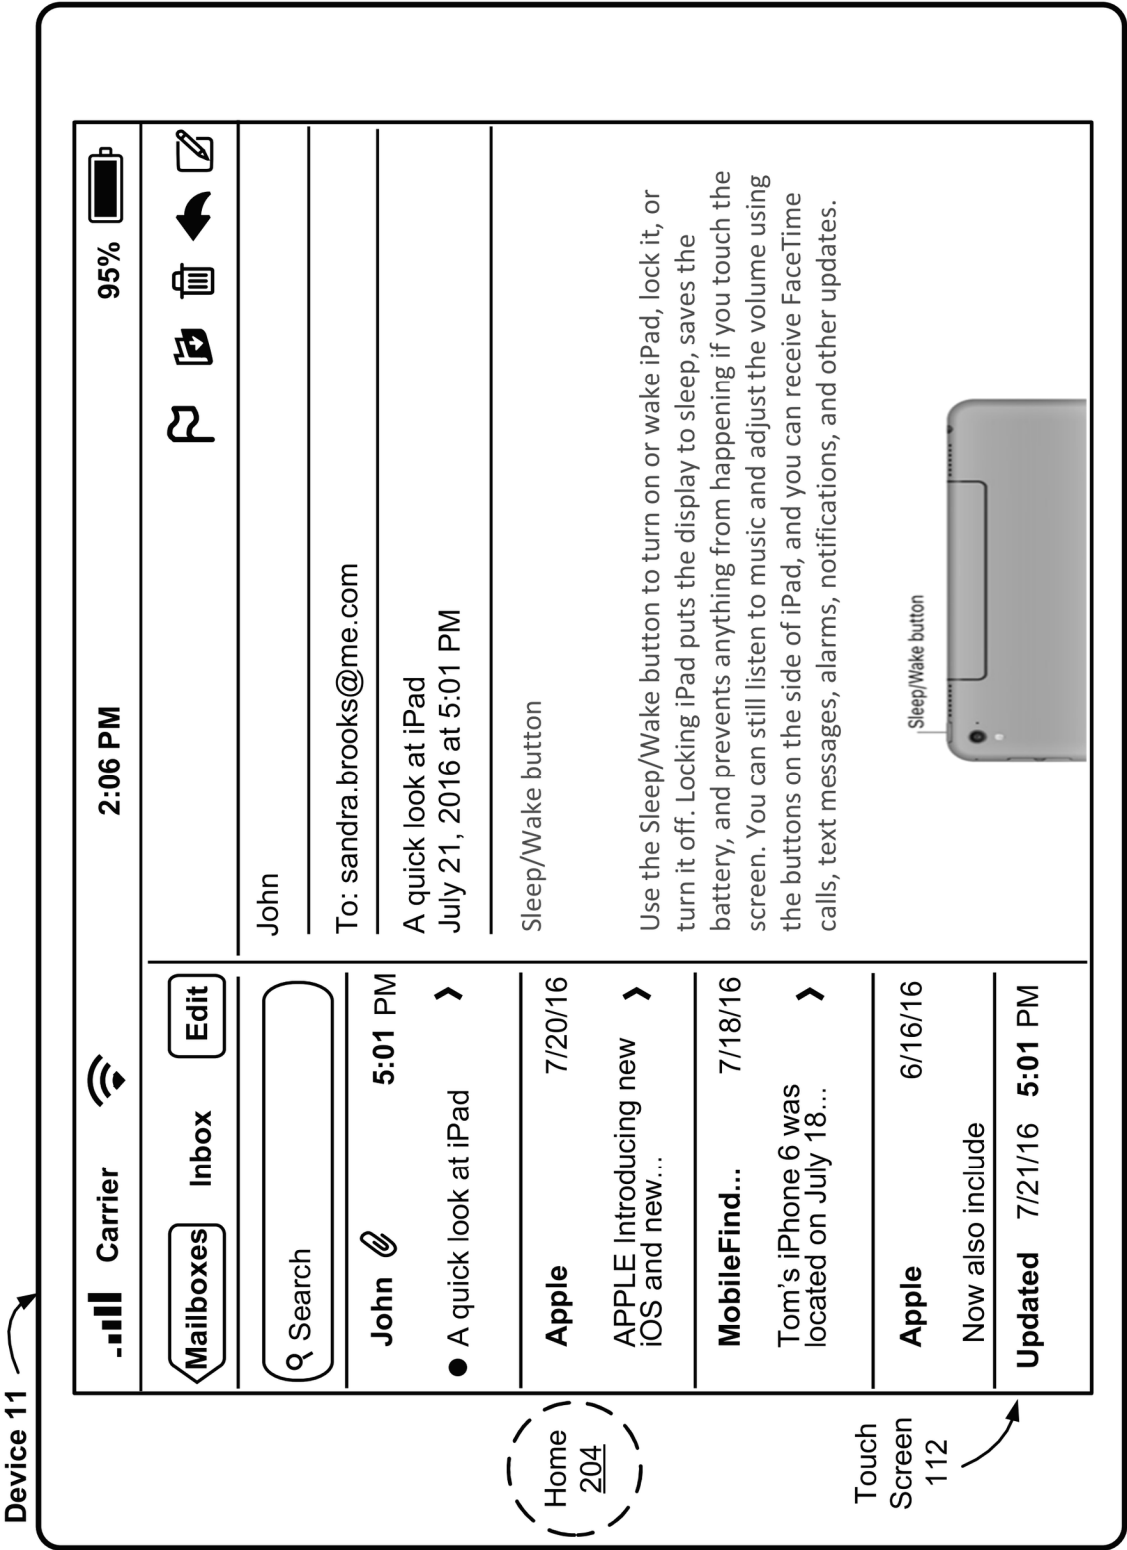 Device 11
Carrier
2:06 PM
95%
Mailboxes
Inbox
Edit
Search
John
5:01 PM
A quick look at iPad
Apple
7/20/16
APPLE Introducing new
iOS and new...
MobileFind...
7/18/16
Tom's iPhone 6 was
located on July 18...
Apple
6/16/16
Now also include
Updated 7/21/16 5:01 PM
John
To: sandra.brooks@me.com
A quick look at iPad
July 21, 2016 at 5:01 PM
Sleep/Wake button
Use the Sleep/Wake button to turn on or wake iPad, lock it, or
turn it off. Locking iPad puts the display to sleep, saves the
battery, and prevents anything from happening if you touch the
screen. You can still listen to music and adjust the volume using
the buttons on the side of iPad, and you can receive FaceTime
calls, text messages, alarms, notifications, and other updates.
Sleep/Wake button
Home
204
Touch
Screen
112